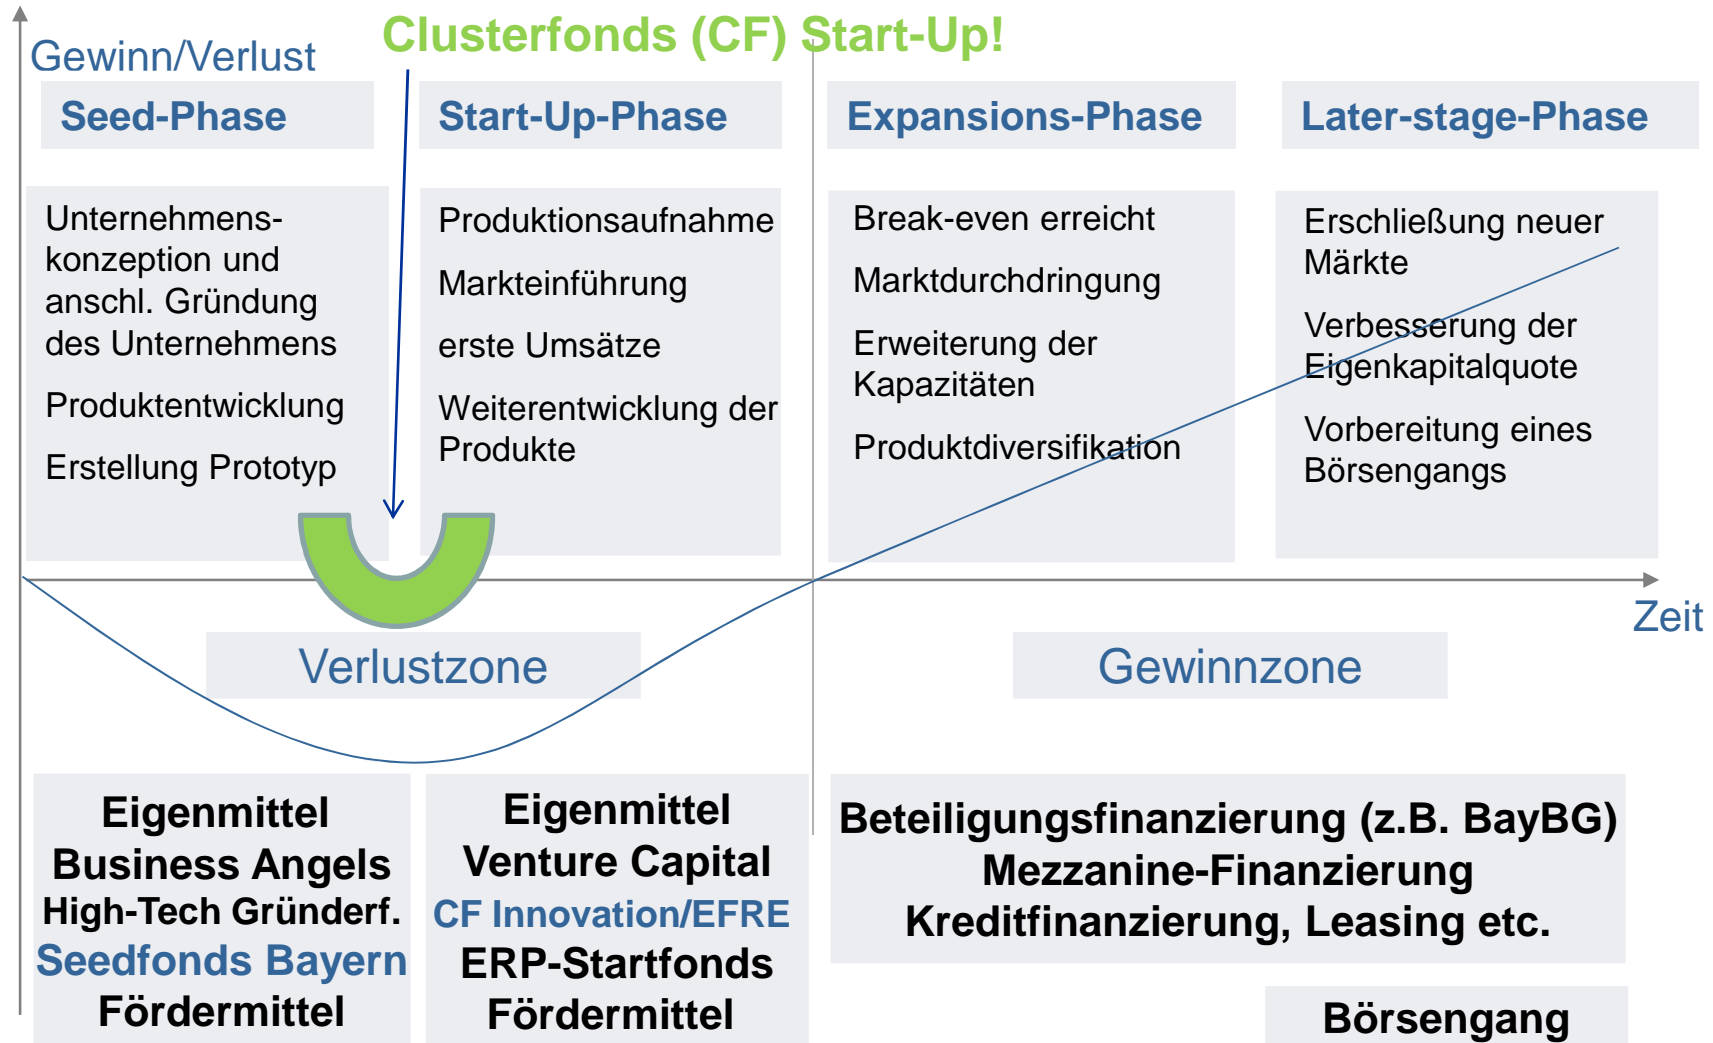 Clusterfonds (CF) Start-Up!
Gewinn/Verlust
Seed-Phase
Start-Up-Phase
Expansions-Phase
Later-stage-Phase
Unternehmens-
konzeption und
anschl. Gründung
des Unternehmens
Produktentwicklung
Erstellung Prototyp
Produktionsaufnahme
Markteinführung
erste Umsätze
Weiterentwicklung der
Produkte
Break-even erreicht
Marktdurchdringung
Erweiterung der
Kapazitäten
Produktdiversifikation
Erschließung neuer
Märkte
Verbesserung der
Eigenkapitalquote
Vorbereitung eines
Börsengangs
Zeit
Verlustzone
Gewinnzone
Eigenmittel
Business Angels
High-Tech Gründerf.
Seedfonds Bayern
Fördermittel
Eigenmittel
Venture Capital
CF Innovation/EFRE
ERP-Startfonds
Fördermittel
Beteiligungsfinanzierung (z.B. BayBG)
Mezzanine-Finanzierung
Kreditfinanzierung, Leasing etc.
Börsengang